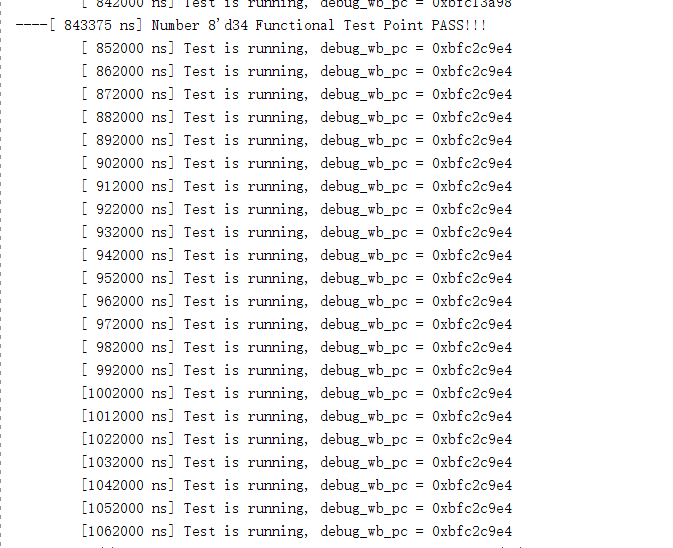 [ 842000 ns] Test is running, debug_wb_pc = 0xbfc13a98
----[ 843375 ns] Number 8'd34 Functional Test Point PASS!!!
[ 852000 ns] Test is running, debug_wb_pc = 0xbfc2c9e4
[ 862000 ns] Test is running, debug_wb_pc = 0xbfc2c9e4
[ 872000 ns] Test is running, debug_wb_pc = 0xbfc2c9e4
[ 882000 ns] Test is running, debug_wb_pc = 0xbfc2c9e4
[ 892000 ns] Test is running, debug_wb_pc = 0xbfc2c9e4
[ 902000 ns] Test is running, debug_wb_pc = 0xbfc2c9e4
[ 912000 ns] Test is running, debug_wb_pc = 0xbfc2c9e4
[ 922000 ns] Test is running, debug_wb_pc = 0xbfc2c9e4
[ 932000 ns] Test is running, debug_wb_pc = 0xbfc2c9e4
[ 942000 ns] Test is running, debug_wb_pc = 0xbfc2c9e4
[ 952000 ns] Test is running, debug_wb_pc = 0xbfc2c9e4
[ 962000 ns] Test is running, debug_wb_pc = 0xbfc2c9e4
[ 972000 ns] Test is running, debug_wb_pc = 0xbfc2c9e4
[ 982000 ns] Test is running, debug_wb_pc = 0xbfc2c9e4
[ 992000 ns] Test is running, debug_wb_pc = 0xbfc2c9e4
[1002000 ns] Test is running, debug_wb_pc = 0xbfc2c9e4
[1012000 ns] Test is running, debug_wb_pc = 0xbfc2c9e4
[1022000 ns] Test is running, debug_wb_pc = 0xbfc2c9e4
[1032000 ns] Test is running, debug_wb_pc = 0xbfc2c9e4
[1042000 ns] Test is running, debug_wb_pc = 0xbfc2c9e4
[1052000 ns] Test is running, debug_wb_pc = 0xbfc2c9e4
[1062000 ns] Test is running, debug_wb_pc = 0xbfc2c9e4